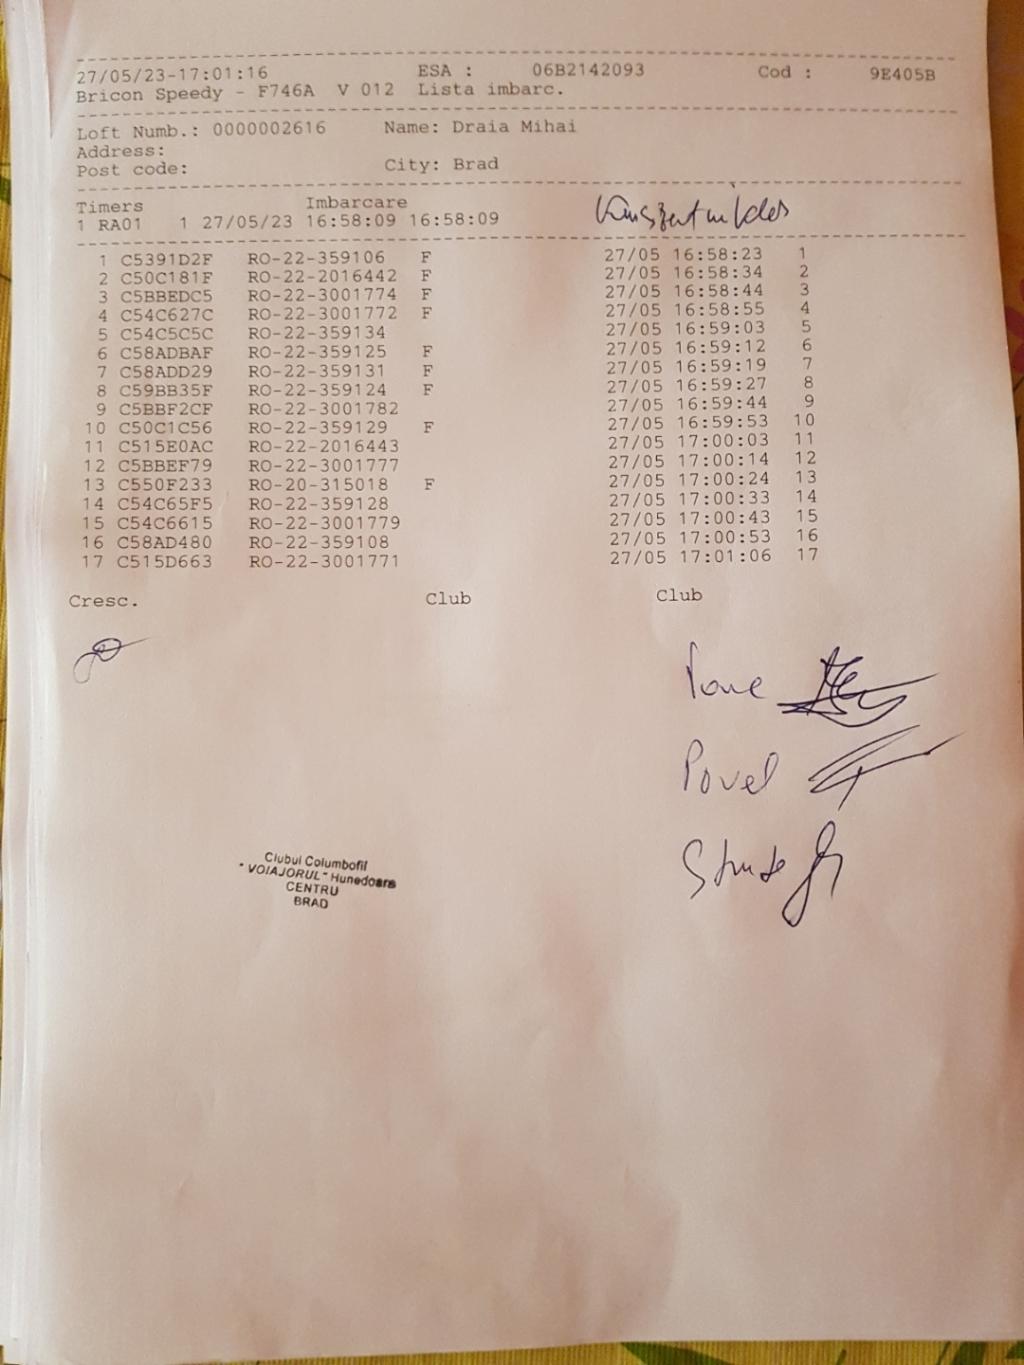 27/05/23-17:01:16 ESA : 06B2142093 Cod : 9E405B
Bricon Speedy - F746A V 012 Lista imbarc.
Loft Numb.: 0000002616 Name: Draia Mihai
Address:
Post code: City: Brad
Timers Imbarcare
1 RA01 1 27/05/23 16:58:09 16:58:09
1 C5391D2F RO-22-359106 F 27/05 16:58:23 1
2 C50C181F RO-22-2016442 F 27/05 16:58:34 2
3 C5BBEDC5 RO-22-3001774 F 27/05 16:58:44 3
4 C54C627C RO-22-3001772 F 27/05 16:58:55 4
5 C54C5C5C RO-22-359134 27/05 16:59:03 5
6 C58ADBAF RO-22-359125 F 27/05 16:59:12 6
7 C58ADD29 RO-22-359131 F 27/05 16:59:19 7
8 C59BB35F RO-22-359124 F 27/05 16:59:27 8
9 C5BBF2CF RO-22-3001782 27/05 16:59:44 9
10 C50C1C56 RO-22-359129 F 27/05 16:59:53 10
11 C515E0AC RO-22-2016443 27/05 17:00:03 11
12 C5BBEF79 RO-22-3001777 27/05 17:00:14 12
13 C550F233 RO-20-315018 F 27/05 17:00:24 13
14 C54C65F5 RO-22-359128 27/05 17:00:33 14
15 C54C6615 RO-22-3001779 27/05 17:00:43 15
16 C58AD480 RO-22-359108 27/05 17:00:53 16
17 C515D663 RO-22-3001771 27/05 17:01:06 17
Cresc. Club Club
Povel
Clubul Columbofil
"VOIAJORUL" Hunedoara
CENTRU
BRAD